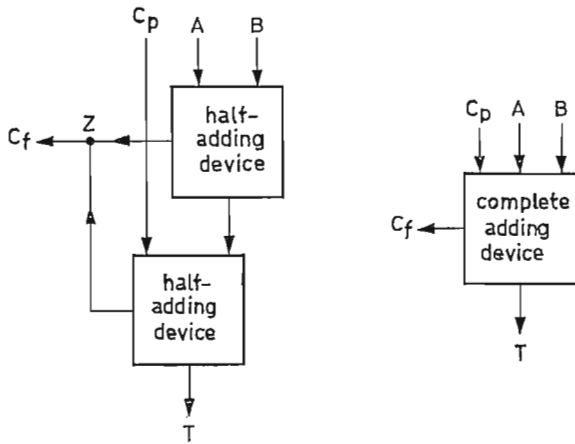 Cp A B
half-
adding
device
Z
Cf
half-
adding
device
T
Cp A B
complete
adding
device
Cf
T